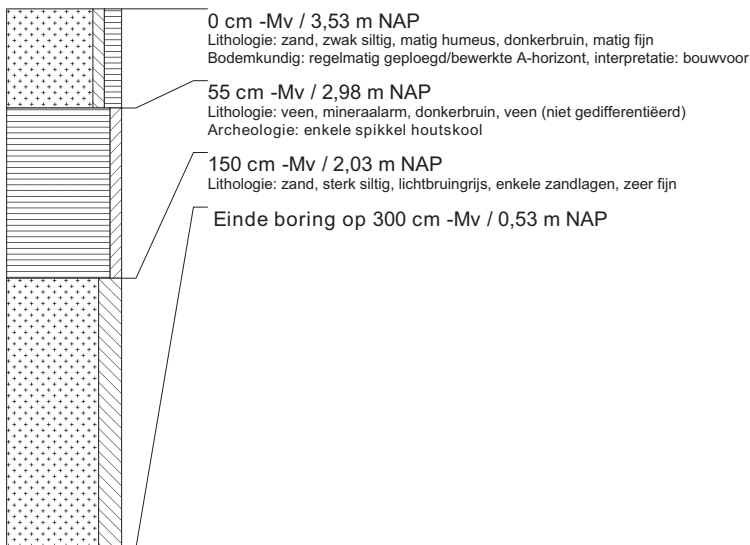 0 cm -Mv / 3,53 m NAP
Lithologie: zand, zwak siltig, matig humeus, donkerbruin, matig fijn
Bodemkundig: regelmatig geploegd/bewerkte A-horizont, interpretatie: bouwvoor
55 cm -Mv / 2,98 m NAP
Lithologie: veen, mineraalarm, donkerbruin, veen (niet gedifferentiëerd)
Archeologie: enkele spikkel houtskool
150 cm -Mv / 2,03 m NAP
Lithologie: zand, sterk siltig, lichtbruingrijs, enkele zandlagen, zeer fijn
Einde boring op 300 cm -Mv / 0,53 m NAP